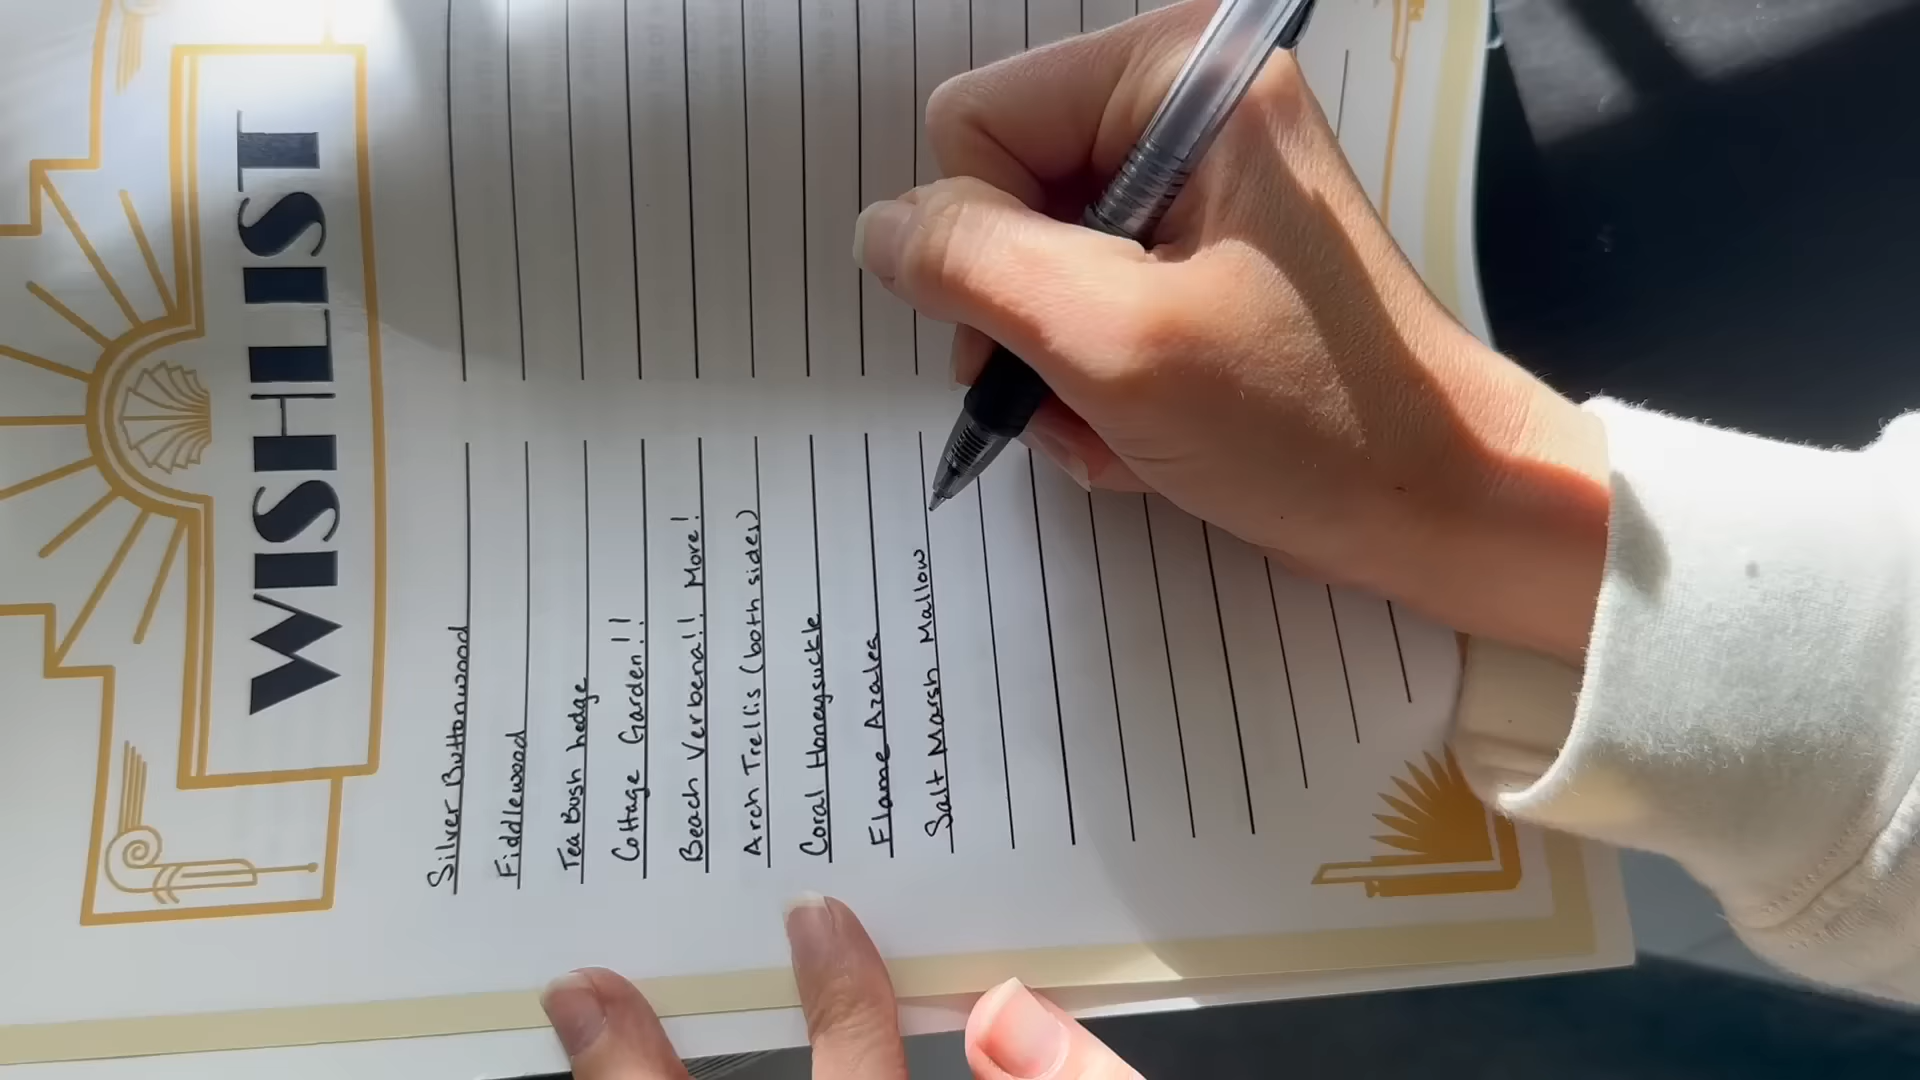 WISHLIST
Silver Buttonwood
Fiddlewood
Tea Bush hedge
Cottage Garden!!
Beach Verbena!! More!
Arch Trellis (both sides)
Coral Honeysuckle
Flame Azalea
Salt Marsh Mallow